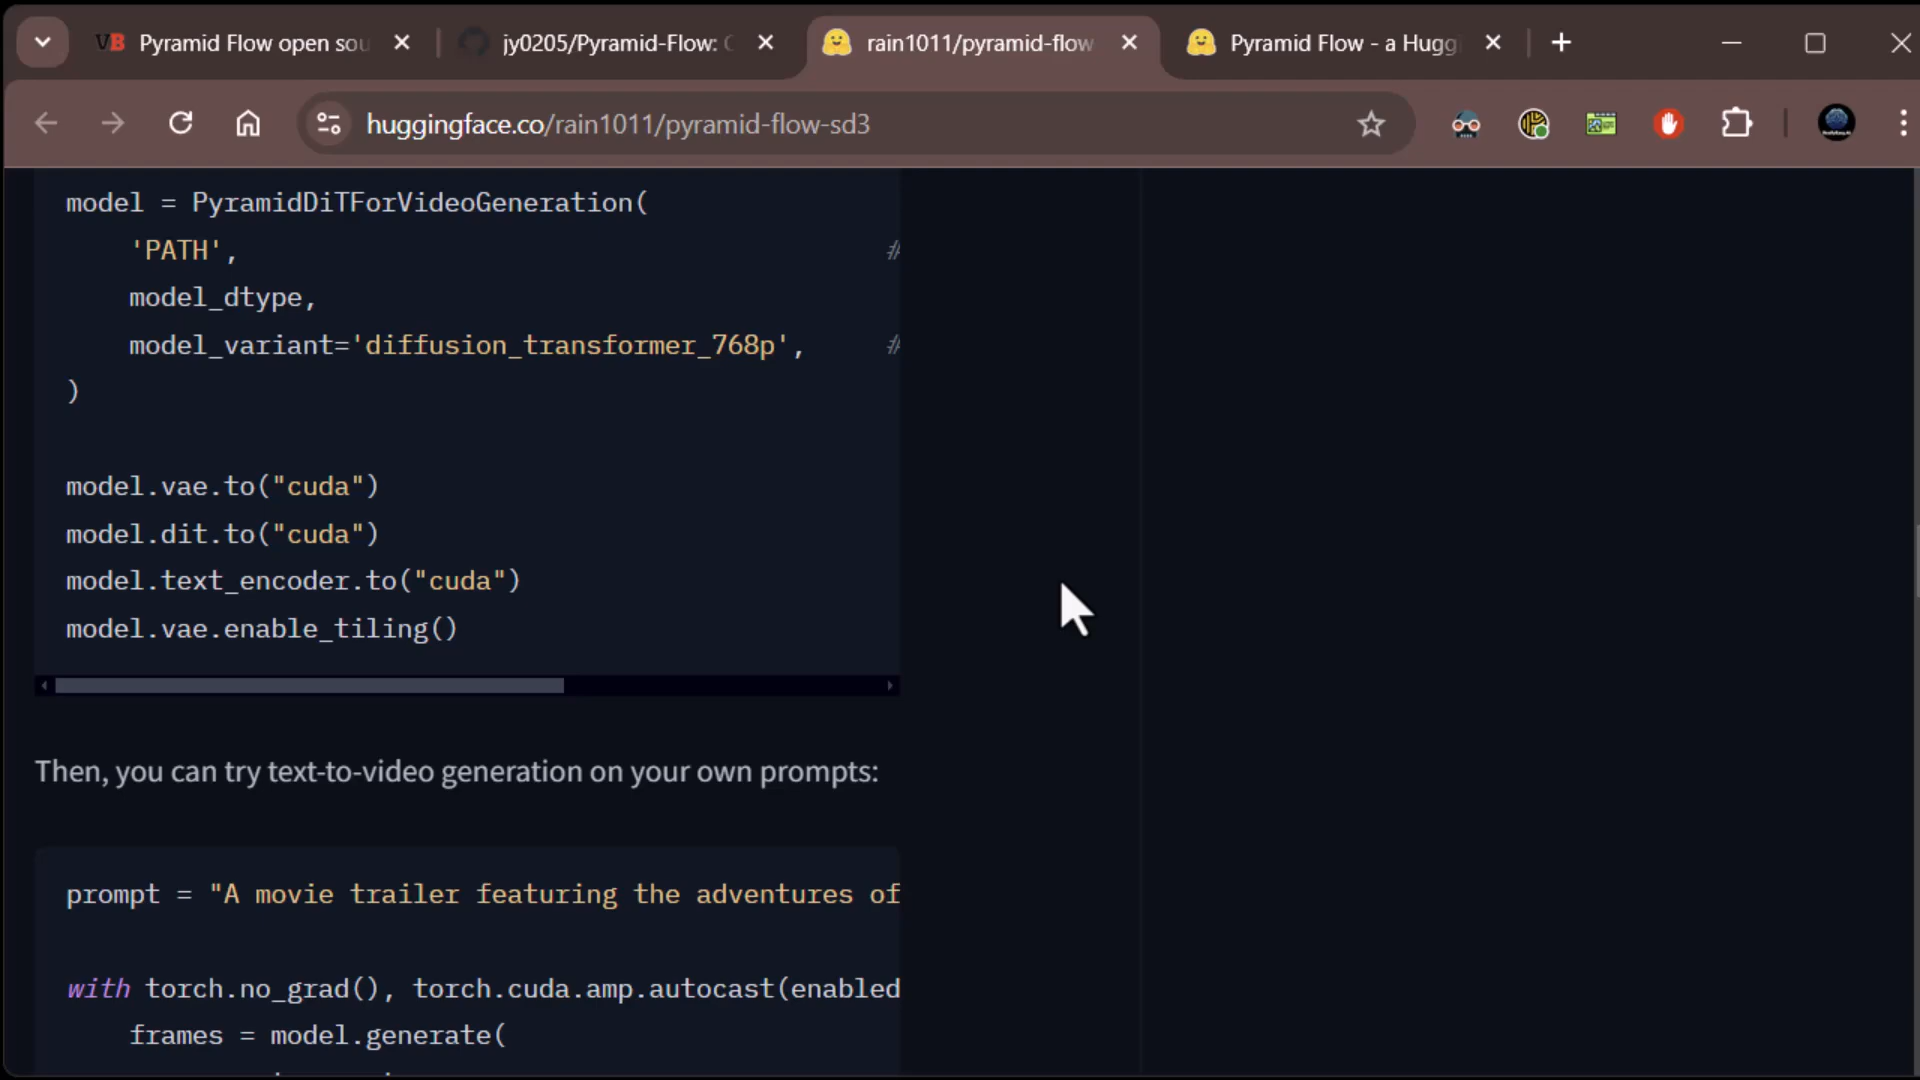 VB Pyramid Flow open sou
jy0205/Pyramid-Flow: C
rain1011/pyramid-flow
Pyramid Flow - a Hugg
huggingface.co/rain1011/pyramid-flow-sd3
model = PyramidDiTForVideoGeneration(
'PATH', #
model_dtype,
model_variant='diffusion_transformer_768p', #
)
model.vae.to("cuda")
model.dit.to("cuda")
model.text_encoder.to("cuda")
model.vae.enable_tiling()
Then, you can try text-to-video generation on your own prompts:
prompt = "A movie trailer featuring the adventures of
with torch.no_grad(), torch.cuda.amp.autocast(enabled
frames = model.generate(